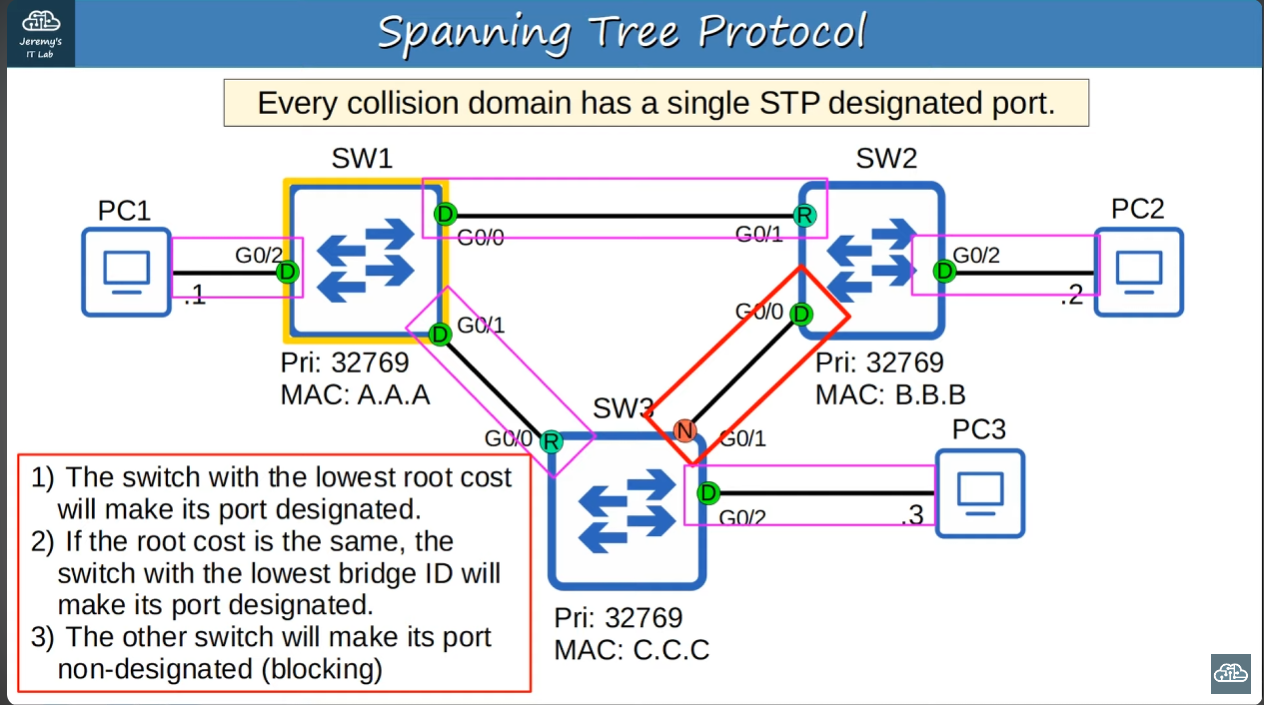 Jeremy's
IT Lab
Spanning Tree Protocol
Every collision domain has a single STP designated port.
SW1
SW2
PC1
PC2
D
G0/0
G0/1
R
G0/2
D
.1
D
G0/2
.2
D
G0/1
G0/0
D
Pri: 32769
MAC: A.A.A
Pri: 32769
MAC: B.B.B
SW3
G0/0
R
N
G0/1
PC3
D
G0/2
.3
1) The switch with the lowest root cost
will make its port designated.
2) If the root cost is the same, the
switch with the lowest bridge ID will
make its port designated.
3) The other switch will make its port
non-designated (blocking)
Pri: 32769
MAC: C.C.C